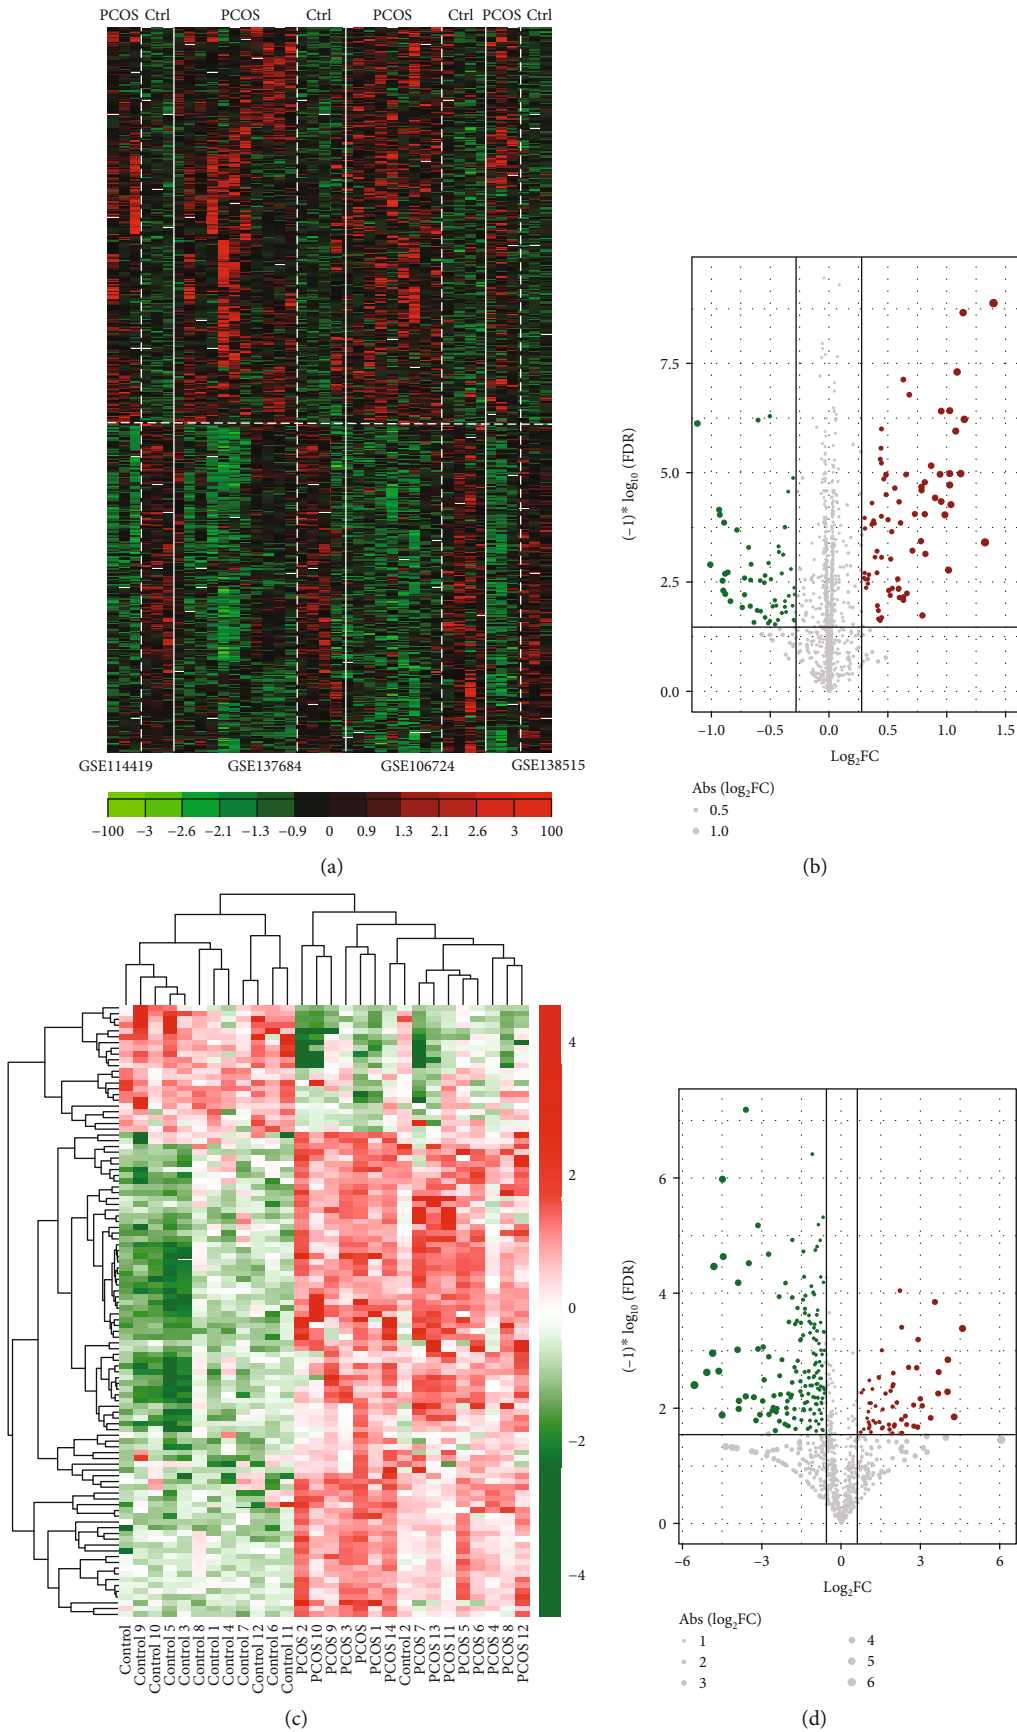 PCOS Ctrl PCOS Ctrl PCOS Ctrl PCOS Ctrl
GSE114419 GSE137684 GSE106724 GSE138515
−100 −3 −2.6 −2.1 −1.3 −0.9 0 0.9 1.3 2.1 2.6 3 100
(a)
(−1)* log10 (FDR)
7.5
5.0
2.5
0.0
−1.0 −0.5 0.0 0.5 1.0 1.5
Log2FC
Abs (log2FC)
0.5
1.0
(b)
4
2
0
−2
−4
Control
Control 9
Control 10
Control 5
Control 3
Control 8
Control 1
Control 4
Control 7
Control 12
Control 6
Control 11
PCOS 2
PCOS 10
PCOS 9
PCOS 3
PCOS
PCOS 1
PCOS 14
Control 2
PCOS 7
PCOS 13
PCOS 11
PCOS 5
PCOS 6
PCOS 4
PCOS 8
PCOS 12
(c)
(−1)* log10 (FDR)
6
4
2
0
−6 −3 0 3 6
Log2FC
Abs (log2FC)
1 4
2 5
3 6
(d)